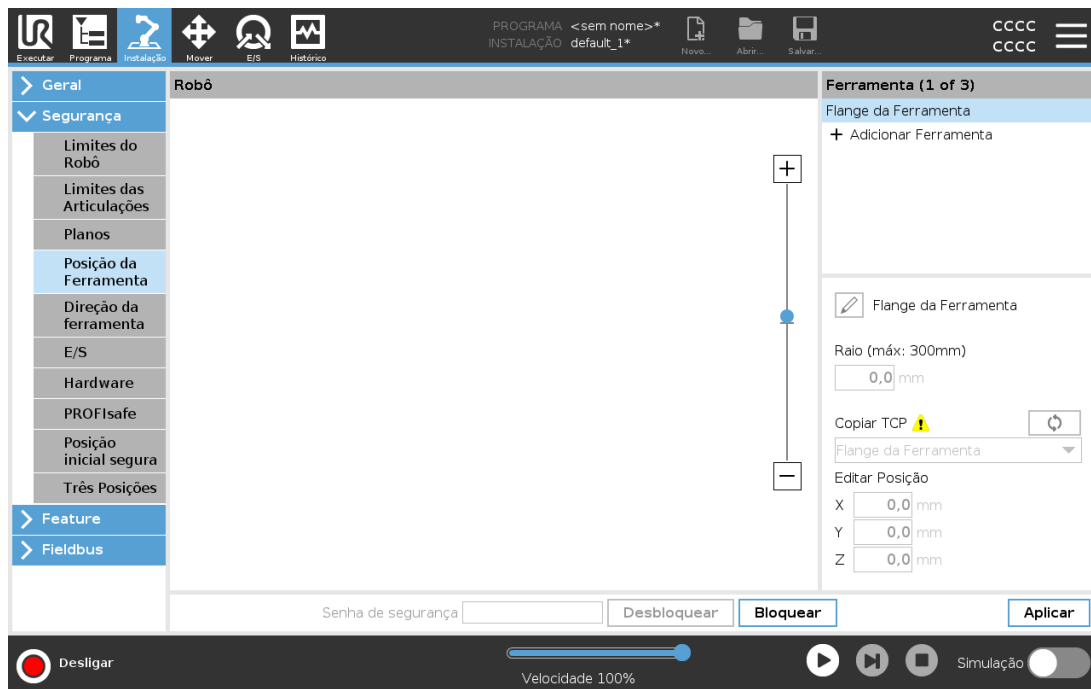 PROGRAMA <sem nome>*
INSTALAÇÃO default_1*
Executar Programa Instalação Mover E/S Histórico Novo... Abrir... Salvar...
CCCC
CCCC
Geral
Segurança
Limites do
Robô
Limites das
Articulações
Planos
Posição da
Ferramenta
Direção da
ferramenta
E/S
Hardware
PROFIsafe
Posição
inicial segura
Três Posições
Feature
Fieldbus
Robô
Ferramenta (1 of 3)
Flange da Ferramenta
+ Adicionar Ferramenta
Flange da Ferramenta
Raio (máx: 300mm)
0,0 mm
Copiar TCP
Flange da Ferramenta
Editar Posição
X 0,0 mm
Y 0,0 mm
Z 0,0 mm
Senha de segurança Desbloquear Bloquear Aplicar
Desligar
Velocidade 100%
Simulação